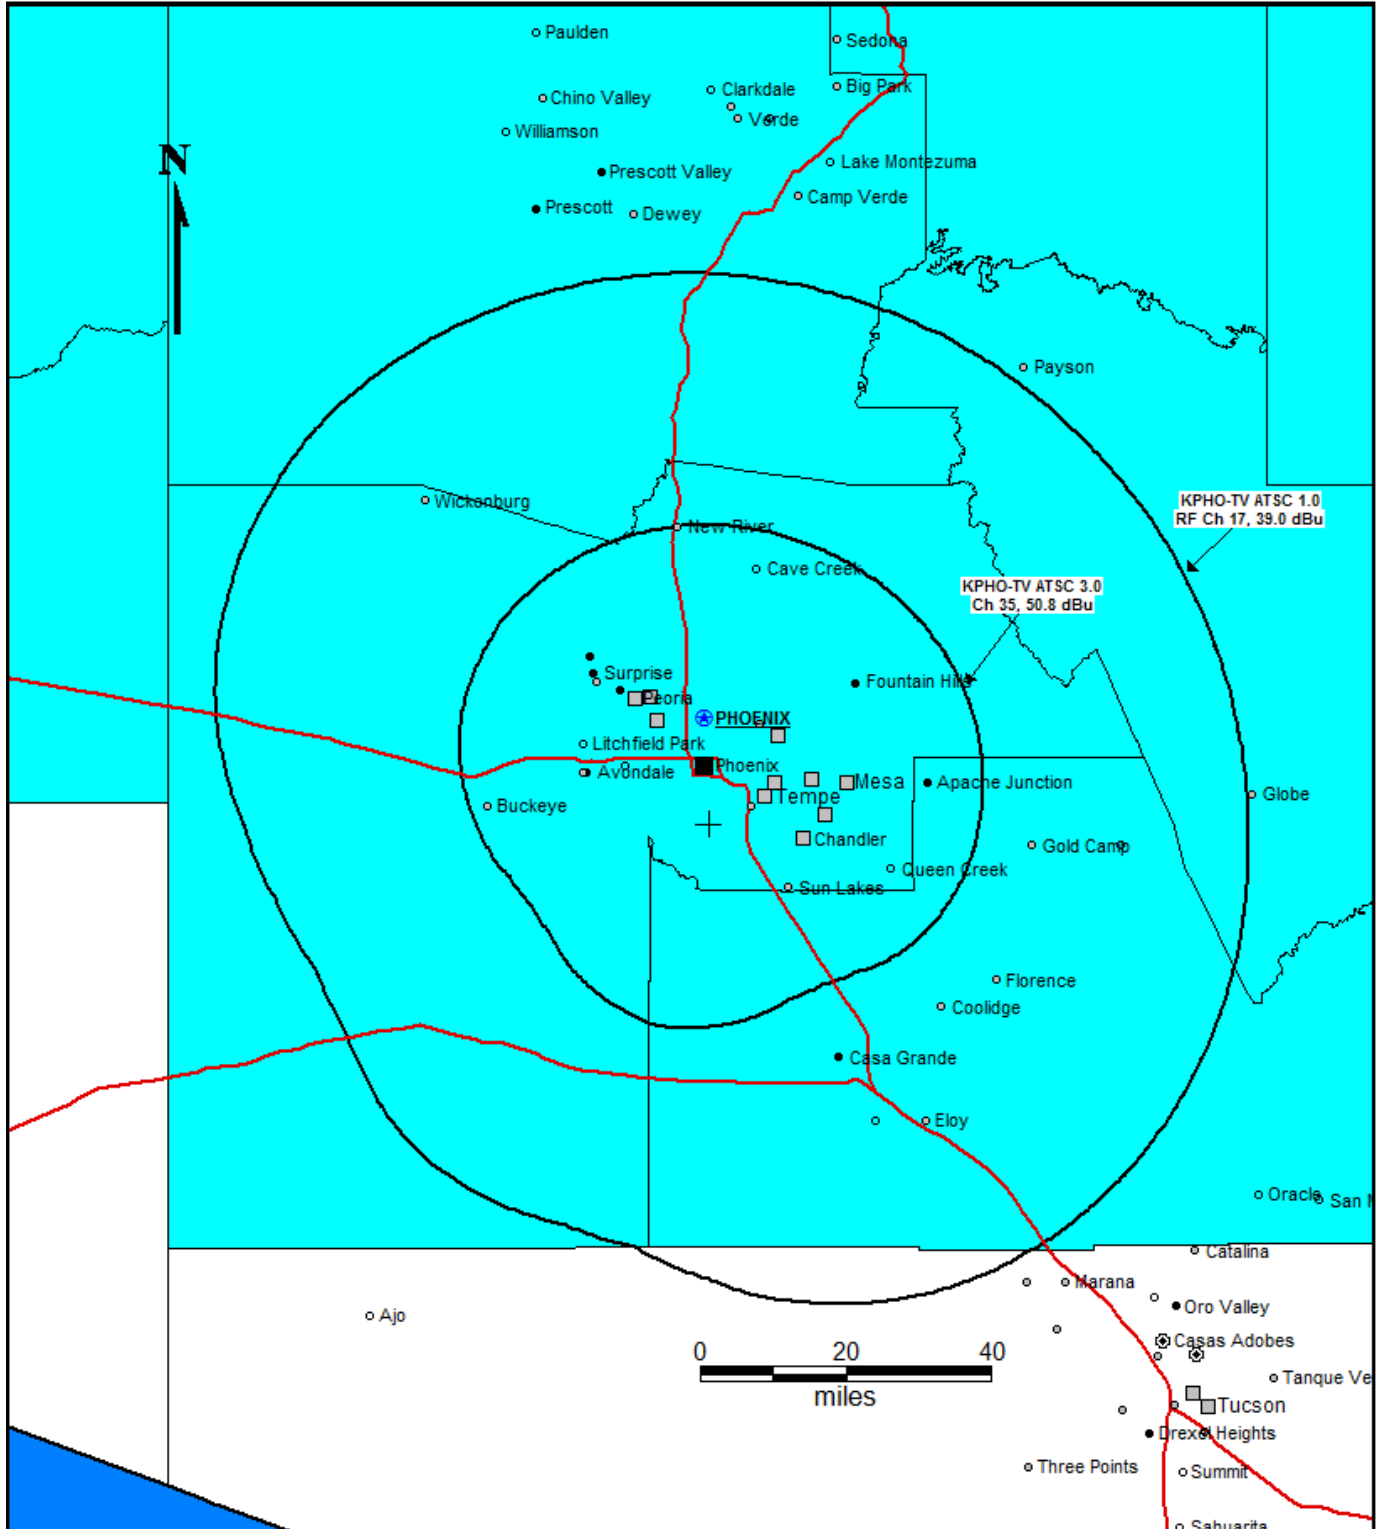 Paulden
Sedona
Big Park
Clarkdale
Chino Valley
Verde
Williamson
N
Lake Montezuma
Prescott Valley
Camp Verde
Prescott
Dewey
Payson
Wickenburg
KPHO-TV ATSC 1.0
RF Ch 17, 39.0 dBu
New River
Cave Creek
KPHO-TV ATSC 3.0
Ch 35, 50.8 dBu
Surprise
Fountain Hills
Peoria
PHOENIX
Litchfield Park
Phoenix
Avondale
Mesa
Apache Junction
Tempe
Globe
Buckeye
Chandler
Gold Camp
Queen Creek
Sun Lakes
Florence
Coolidge
Casa Grande
Eloy
Oracle
San M
Catalina
Marana
Oro Valley
Ajo
Casas Adobes
0 20 40
miles
Tanque Ve
Tucson
Drexel Heights
Three Points
Summit
Sahuarita